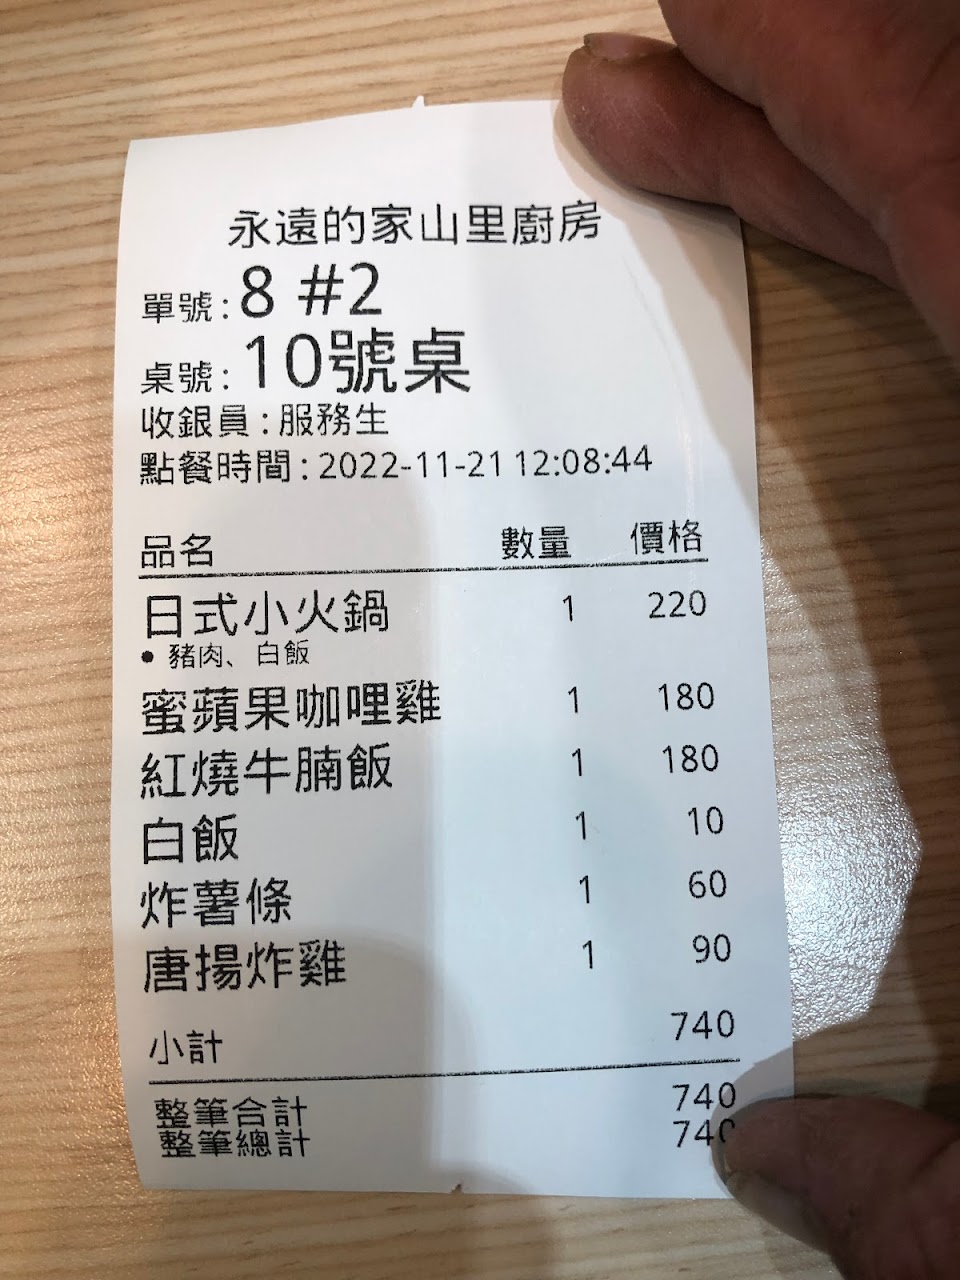 永遠的家山里廚房
單號：8 #2
桌號：10號桌
收銀員：服務生
點餐時間：2022-11-21 12:08:44
品名 數量 價格
日式小火鍋 1 220
● 豬肉、白飯
蜜蘋果咖哩雞 1 180
紅燒牛腩飯 1 180
白飯 1 10
炸薯條 1 60
唐揚炸雞 1 90
小計 740
整筆合計 740
整筆總計 740